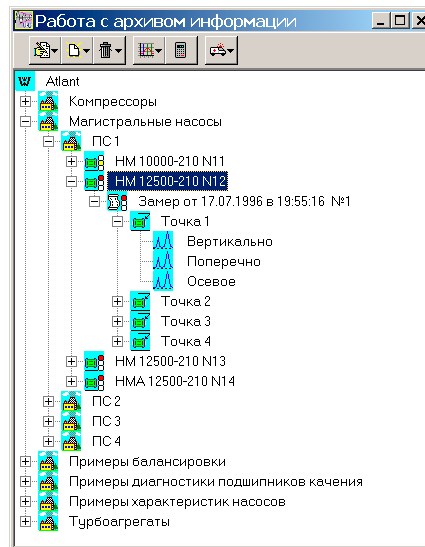 Работа с архивом информации
W Atlant
Компрессоры
Магистральные насосы
ПС 1
НМ 10000-210 N11
НМ 12500-210 N12
Замер от 17.07.1996 в 19:55:16 №1
Точка 1
Вертикально
Поперечно
Осевое
Точка 2
Точка 3
Точка 4
НМ 12500-210 N13
НМА 12500-210 N14
ПС 2
ПС 3
ПС 4
Примеры балансировки
Примеры диагностики подшипников качения
Примеры характеристик насосов
Турбоагрегаты